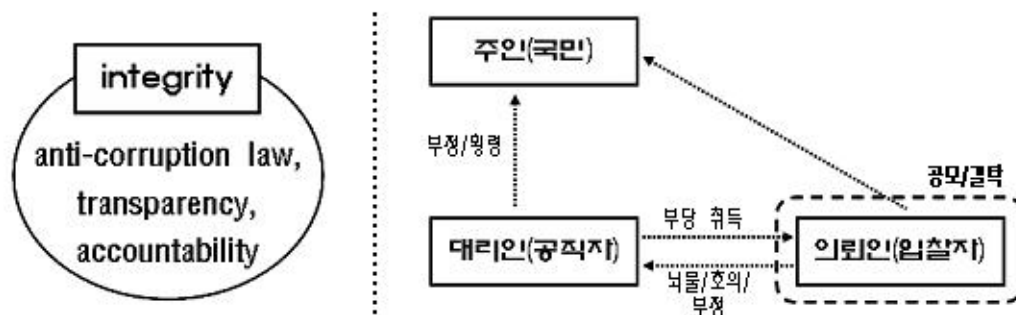 integrity
anti-corruption law,
transparency,
accountability
주인(국민)
부정/횡령
공모/결탁
대리인(공직자)
부당 취득
의뢰인(입찰자)
뇌물/호의/
부정